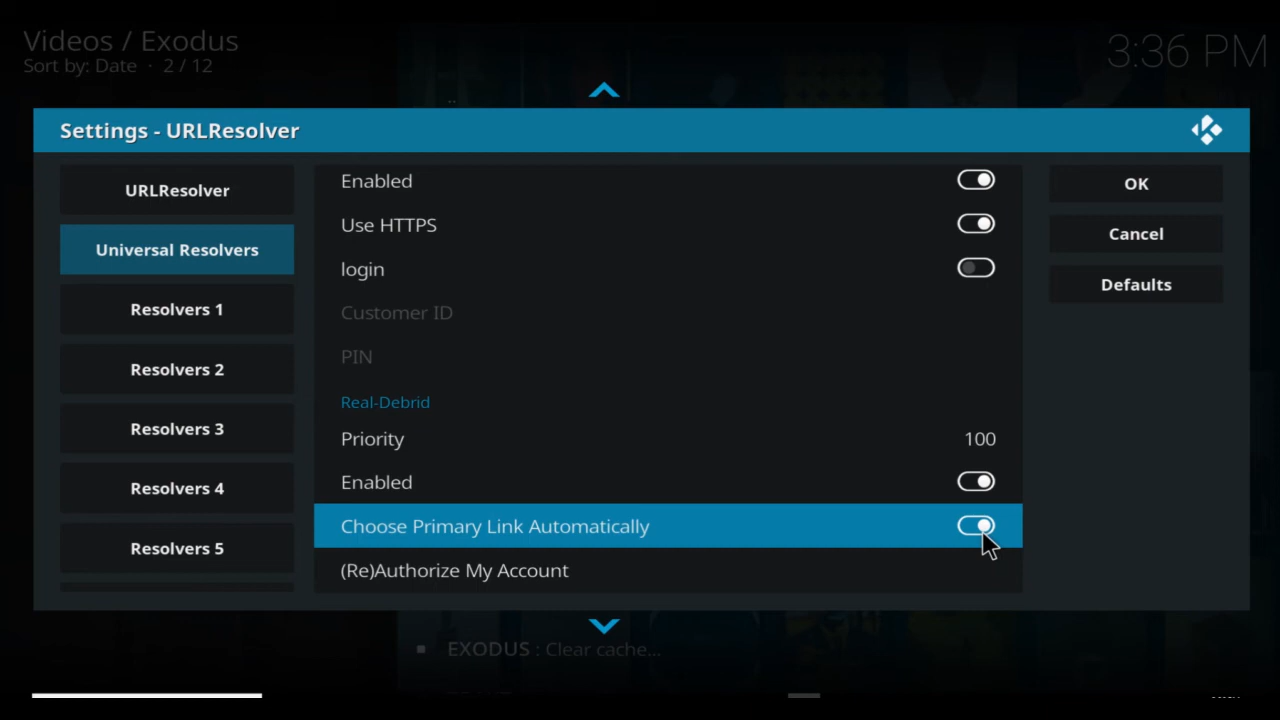 Videos / Exodus
Sort by: Date · 2 / 12
3:36 PM
..
Settings - URLResolver
URLResolver
Universal Resolvers
Resolvers 1
Resolvers 2
Resolvers 3
Resolvers 4
Resolvers 5
Enabled
Use HTTPS
login
Customer ID
PIN
Real-Debrid
Priority 100
Enabled
Choose Primary Link Automatically
(Re)Authorize My Account
OK
Cancel
Defaults
EXODUS : Clear cache...